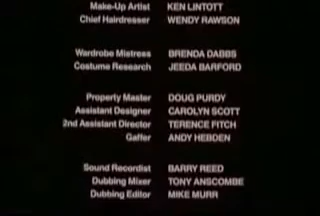 Make-Up Artist KEN LINTOTT
Chief Hairdresser WENDY RAWSON
Wardrobe Mistress BRENDA DABBS
Costume Research JEEDA BARFORD
Property Master DOUG PURDY
Assistant Designer CAROLYN SCOTT
2nd Assistant Director TERENCE FITCH
Gaffer ANDY HEBDEN
Sound Recordist BARRY REED
Dubbing Mixer TONY ANSCOMBE
Dubbing Editor MIKE MURR